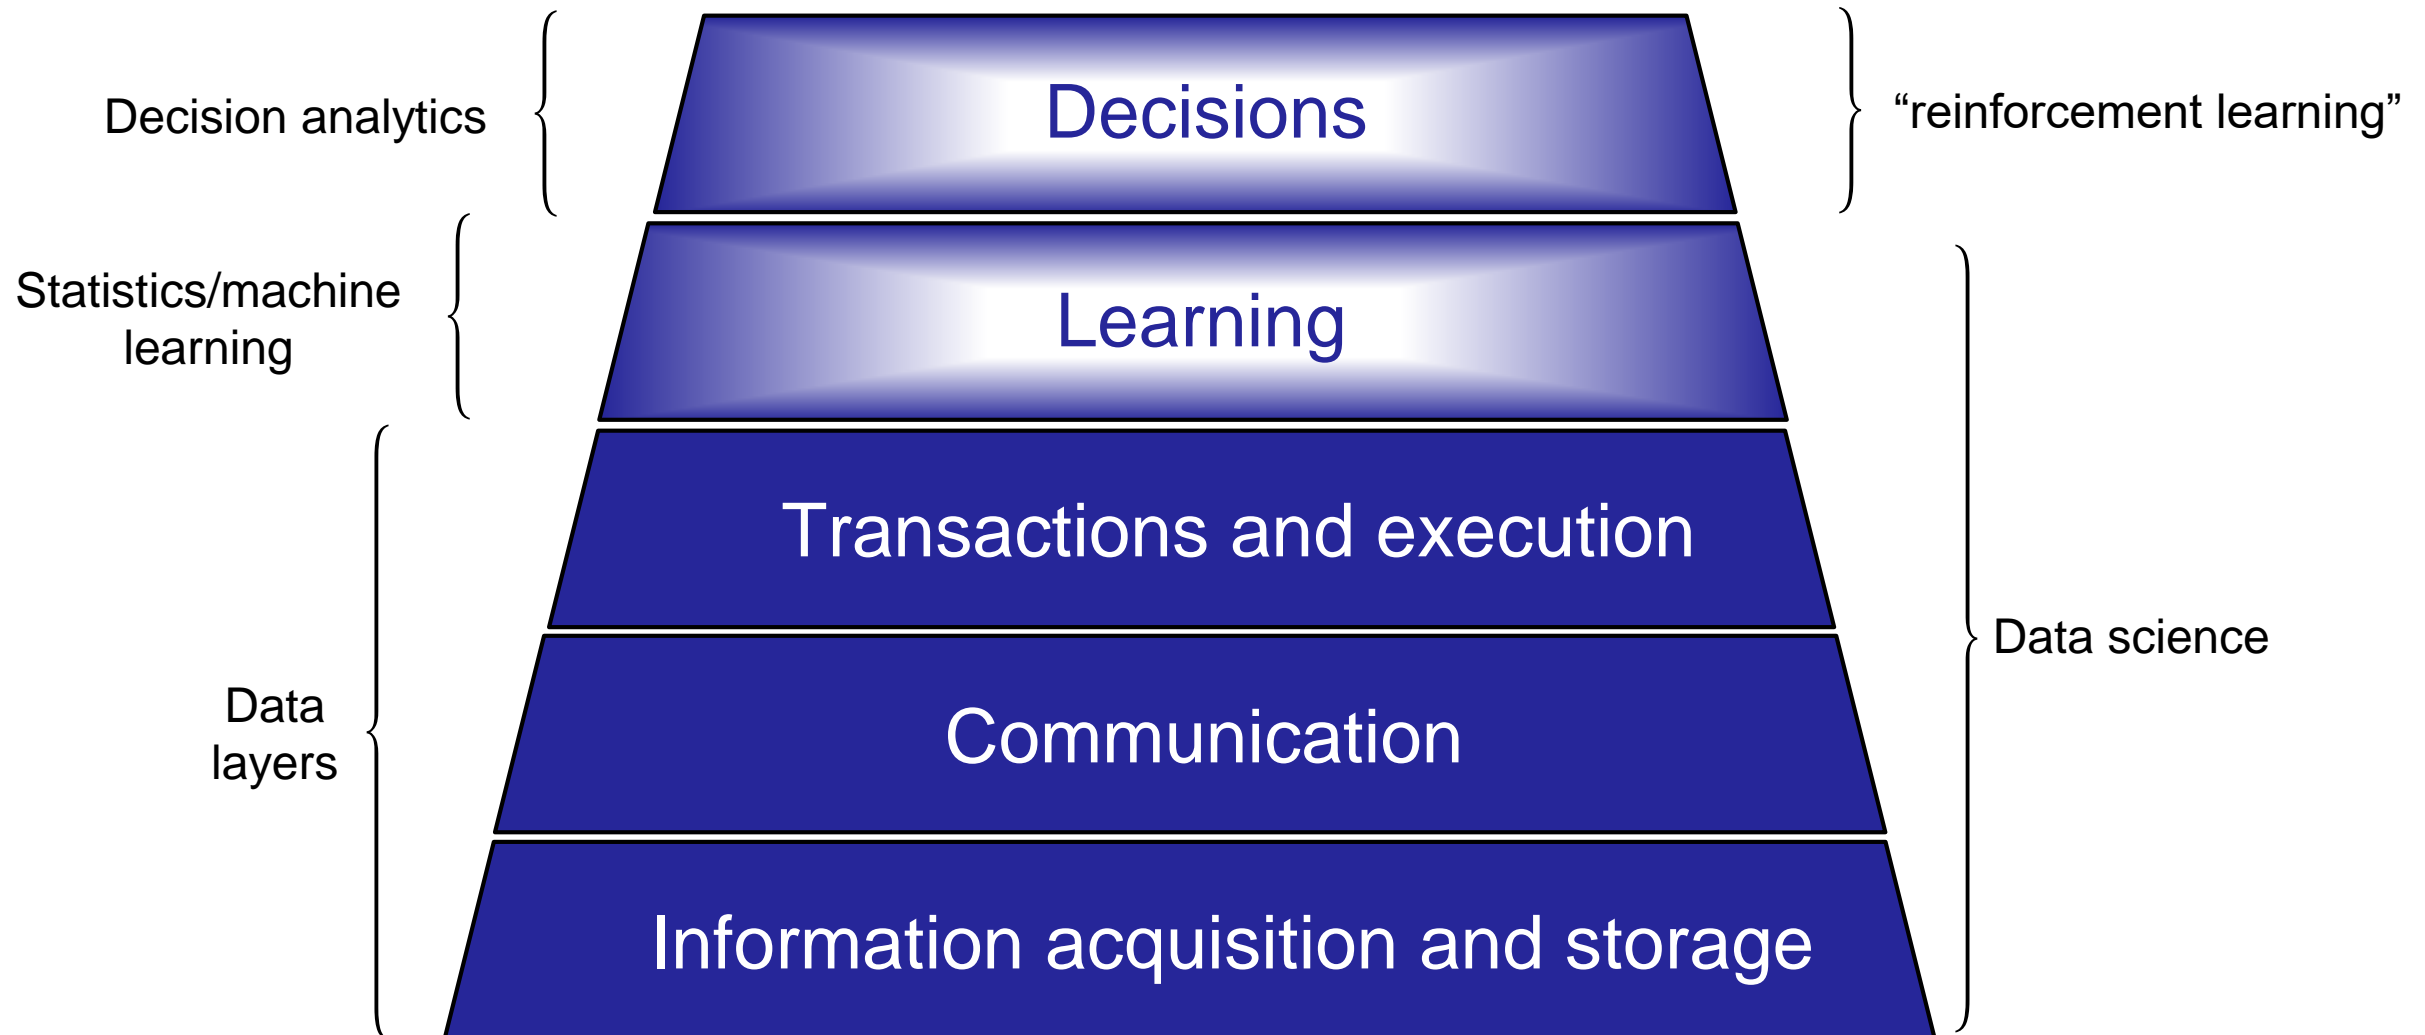 Decision analytics
Decisions
“reinforcement learning”
Statistics/machine
learning
Learning
Transactions and execution
Data science
Data
layers
Communication
Information acquisition and storage